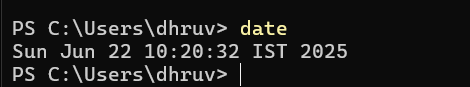 PS C:\Users\dhruv> date
Sun Jun 22 10:20:32 IST 2025
PS C:\Users\dhruv>